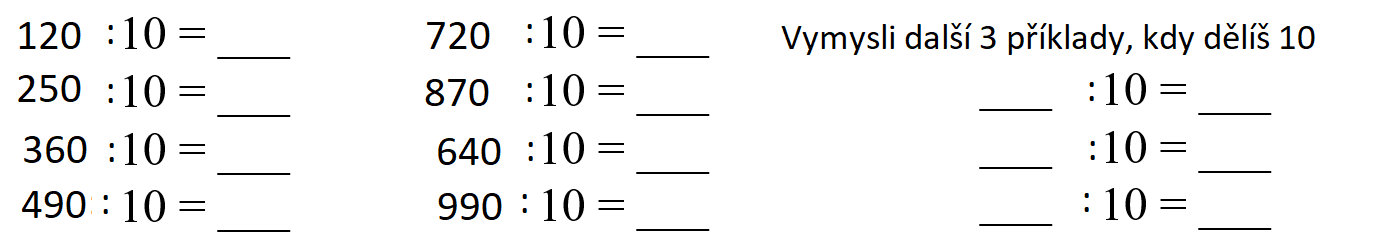 120 :10 = ___
250 :10 = ___
360 :10 = ___
490 : 10 = ___
720 :10 = ___
870 :10 = ___
640 :10 = ___
990 : 10 = ___
Vymysli další 3 příklady, kdy dělíš 10
___ :10 = ___
___ :10 = ___
___ : 10 = ___